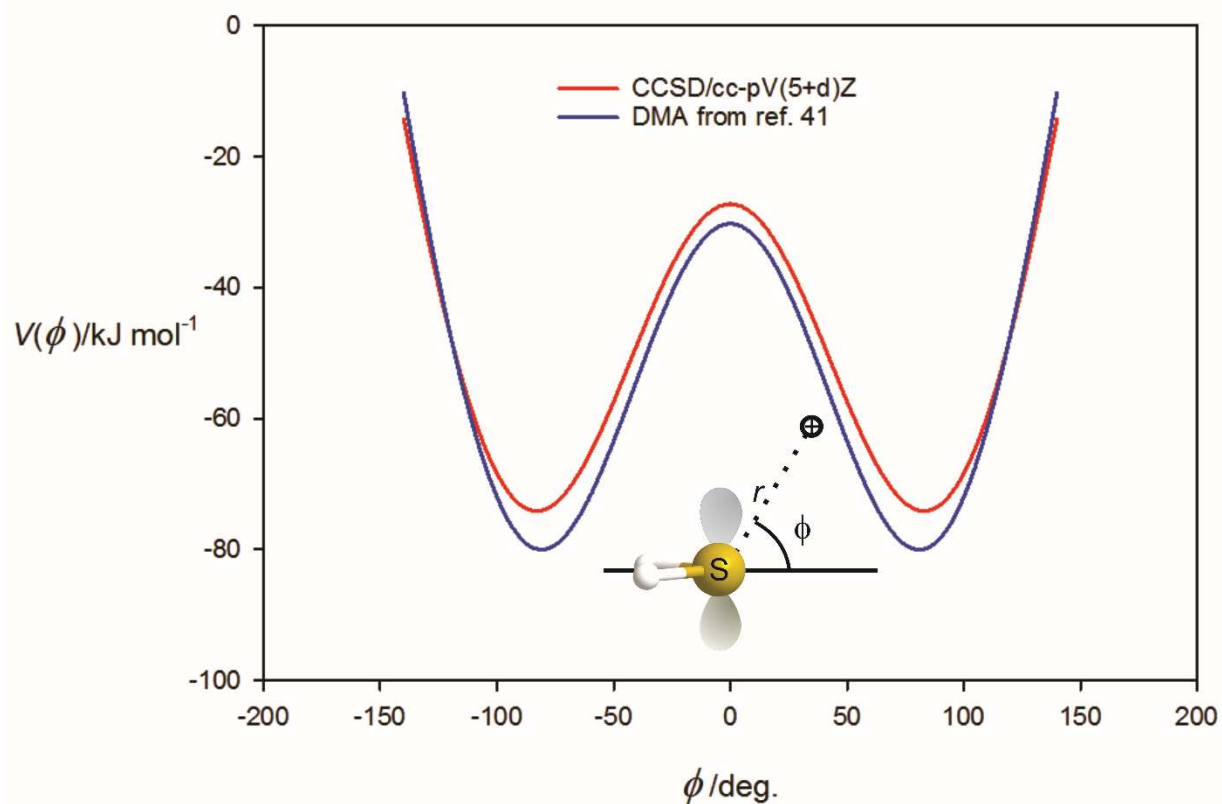 0
-20
-40
-60
-80
-100
V(ϕ)/kJ mol⁻¹
CCSD/cc-pV(5+d)Z
DMA from ref. 41
r
ϕ
S
-200 -150 -100 -50 0 50 100 150 200
ϕ /deg.